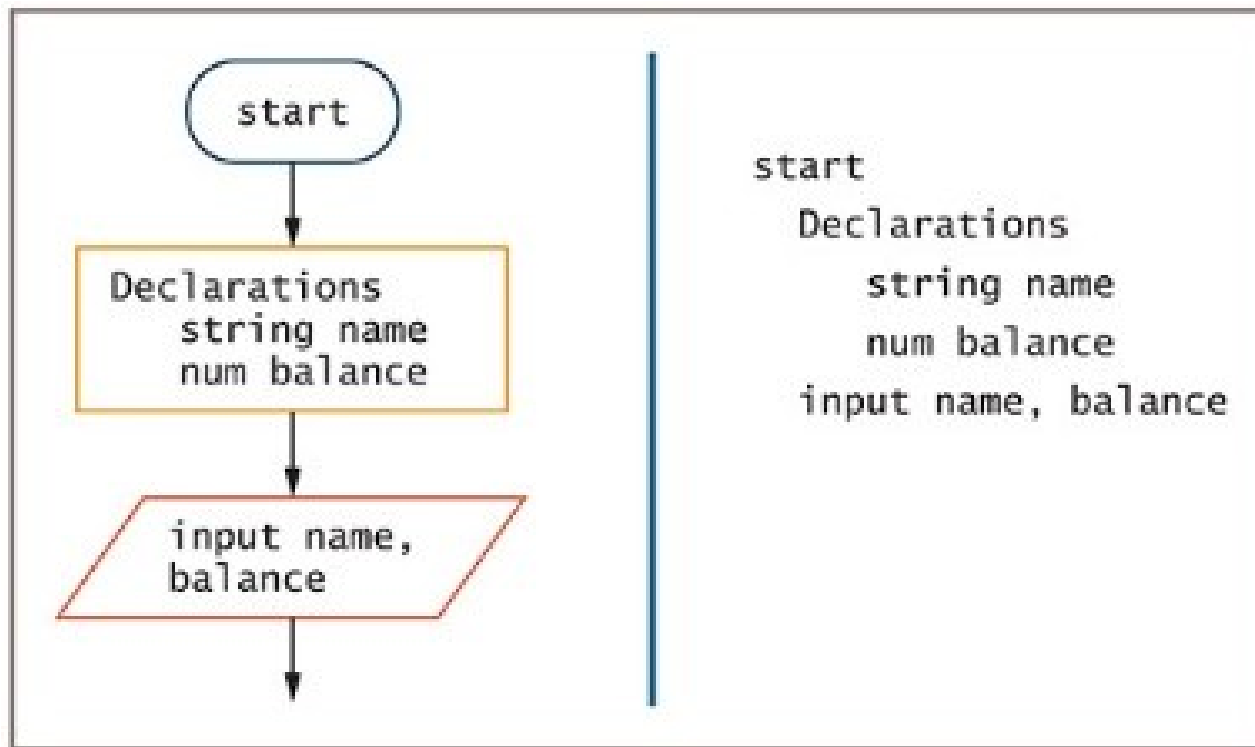 start
Declarations
string name
num balance
input name,
balance
start
Declarations
string name
num balance
input name, balance